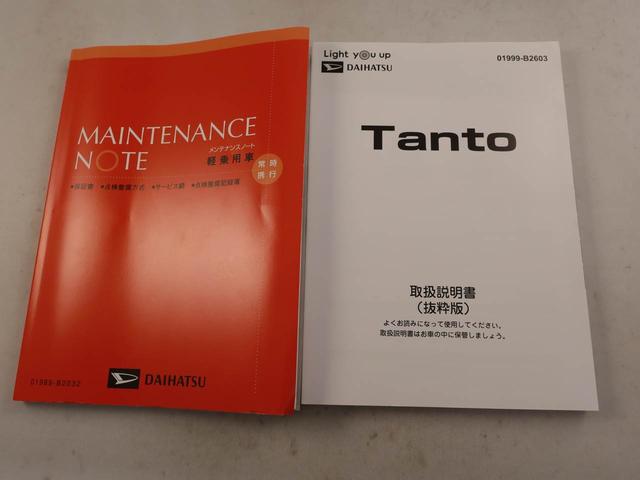 MAINTENANCE
NOTE
メンテナンスノート
軽乗用車
常時
携行
●保証書 ●点検整備方式 ●サービス網 ●点検整備記録簿
01999-B2032
DAIHATSU
Light you up
DAIHATSU
01999-B2603
Tanto
取扱説明書
（抜粋版）
よくお読みになって使用してください。
取扱説明書はお車の中に保管しましょう。